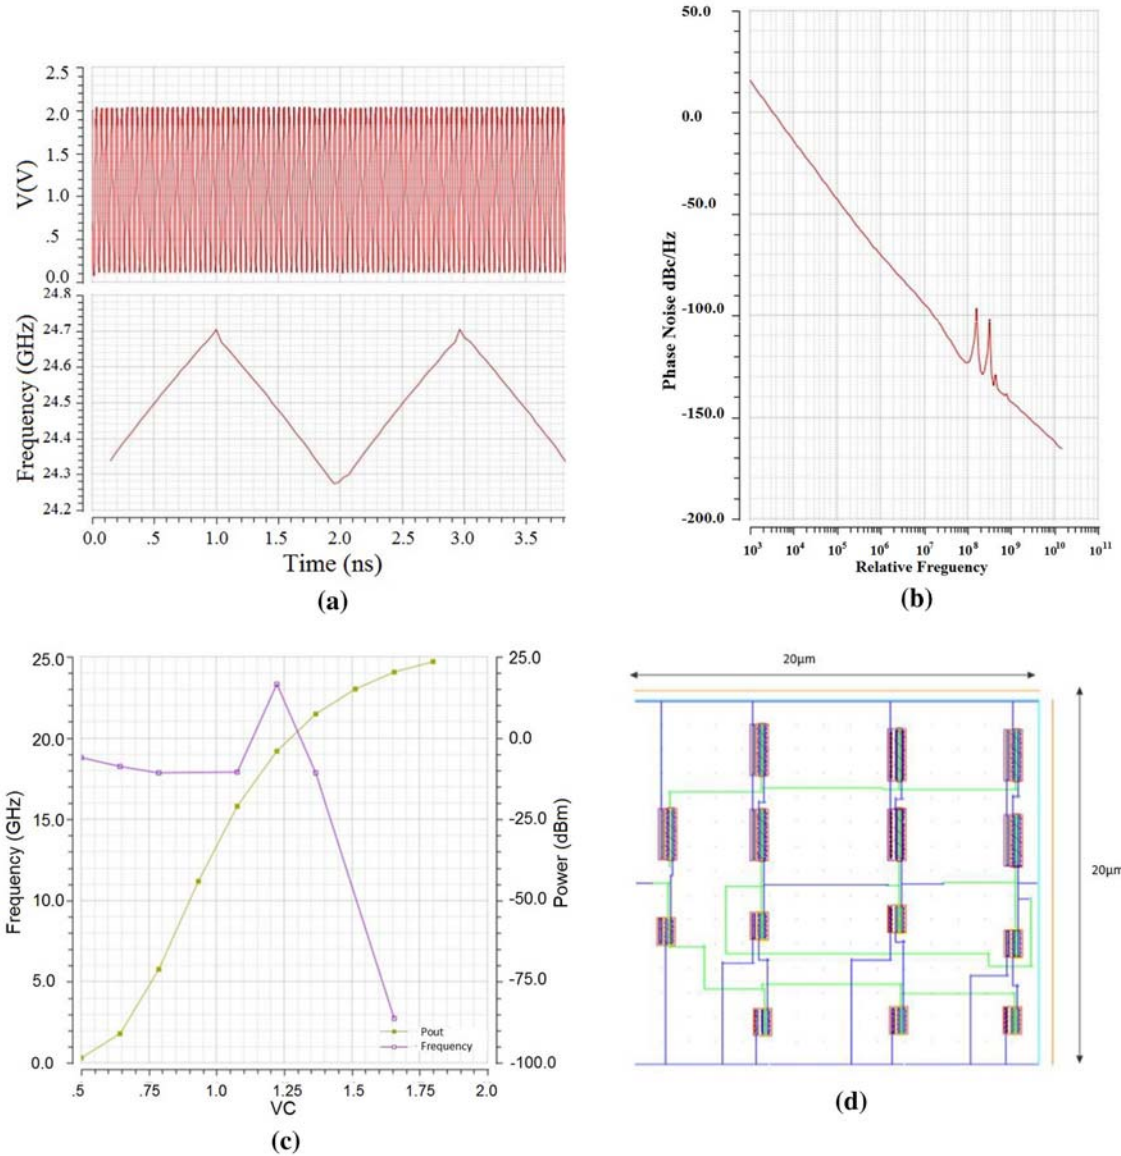 2.5
2.0
1.5
1.0
.5
0.0
V(V)
24.8
24.7
24.6
24.5
24.4
24.3
24.2
Frequency (GHz)
0.0 .5 1.0 1.5 2.0 2.5 3.0 3.5
Time (ns)
(a)
50.0
0.0
-50.0
-100.0
-150.0
-200.0
Phase Noise dBc/Hz
10³ 10⁴ 10⁵ 10⁶ 10⁷ 10⁸ 10⁹ 10¹⁰ 10¹¹
Relative Freguency
(b)
25.0
20.0
15.0
10.0
5.0
0.0
Frequency (GHz)
25.0
0.0
-25.0
-50.0
-75.0
-100.0
Power (dBm)
Pout
Frequency
.5 .75 1.0 1.25 1.5 1.75 2.0
VC
(c)
20μm
20μm
(d)